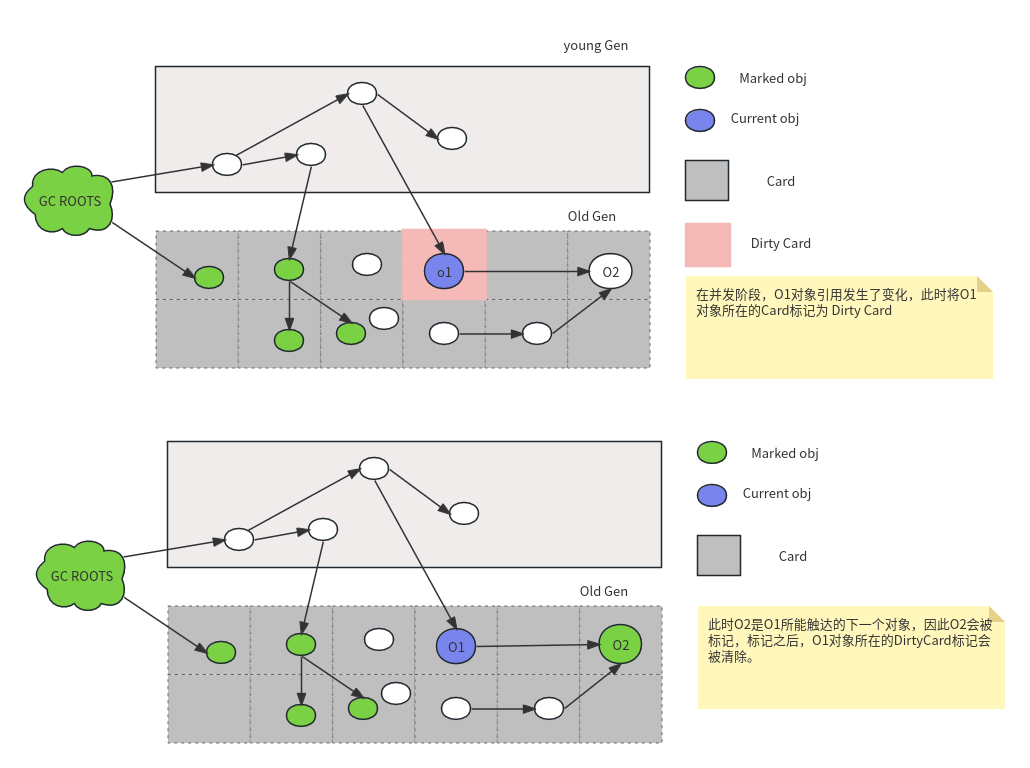 young Gen
Marked obj
Current obj
Card
GC ROOTS
Old Gen
Dirty Card
o1
O2
在并发阶段，O1对象引用发生了变化，此时将O1
对象所在的Card标记为 Dirty Card
Marked obj
Current obj
Card
GC ROOTS
Old Gen
O1
O2
此时O2是O1所能触达的下一个对象，因此O2会被
标记，标记之后，O1对象所在的DirtyCard标记会
被清除。